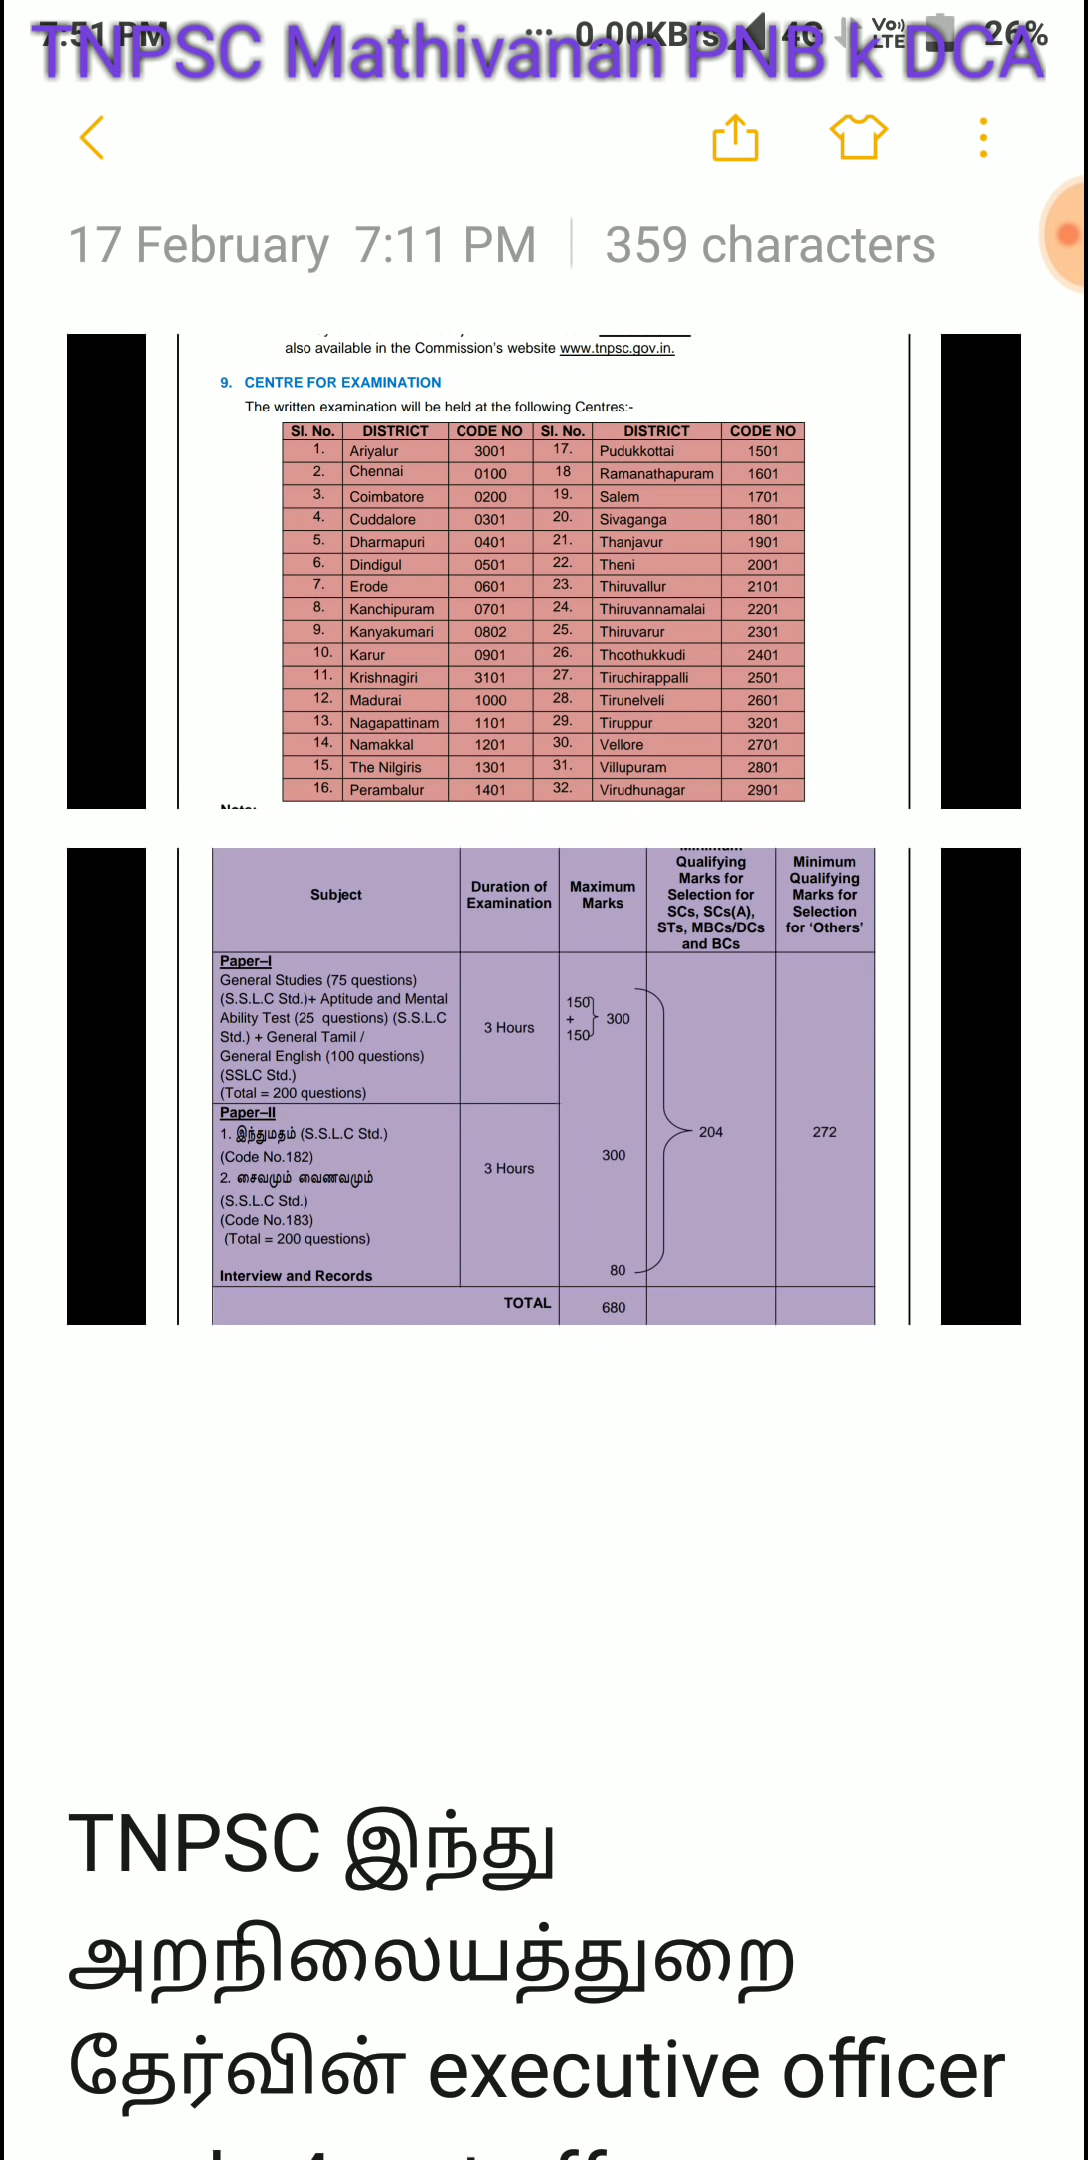 7:51 PM ... 0.00KB/s 4G Vo)) LTE 26%
TNPSC Mathivanan PNB k DCA
17 February 7:11 PM | 359 characters
also available in the Commission's website www.tnpsc.gov.in.
9. CENTRE FOR EXAMINATION
The written examination will be held at the following Centres:-
Sl. No. DISTRICT CODE NO Sl. No. DISTRICT CODE NO
1. Ariyalur 3001 17. Pudukkottai 1501
2. Chennai 0100 18 Ramanathapuram 1601
3. Coimbatore 0200 19. Salem 1701
4. Cuddalore 0301 20. Sivaganga 1801
5. Dharmapuri 0401 21. Thanjavur 1901
6. Dindigul 0501 22. Theni 2001
7. Erode 0601 23. Thiruvallur 2101
8. Kanchipuram 0701 24. Thiruvannamalai 2201
9. Kanyakumari 0802 25. Thiruvarur 2301
10. Karur 0901 26. Thoothukkudi 2401
11. Krishnagiri 3101 27. Tiruchirappalli 2501
12. Madurai 1000 28. Tirunelveli 2601
13. Nagapattinam 1101 29. Tiruppur 3201
14. Namakkal 1201 30. Vellore 2701
15. The Nilgiris 1301 31. Villupuram 2801
16. Perambalur 1401 32. Virudhunagar 2901
Subject
Duration of
Examination
Maximum
Marks
Minimum
Qualifying
Marks for
Selection for
SCs, SCs(A),
STs, MBCs/DCs
and BCs
Minimum
Qualifying
Marks for
Selection
for 'Others'
Paper–I
General Studies (75 questions)
(S.S.L.C Std.)+ Aptitude and Mental
Ability Test (25 questions) (S.S.L.C
Std.) + General Tamil /
General English (100 questions)
(SSLC Std.)
(Total = 200 questions)
3 Hours
150
+
150
300
Paper–II
1. இந்துமதம் (S.S.L.C Std.)
(Code No.182)
2. சைவமும் வைணவமும்
(S.S.L.C Std.)
(Code No.183)
(Total = 200 questions)
3 Hours
300
204
272
Interview and Records 80
TOTAL 680
TNPSC இந்து
அறநிலையத்துறை
தேர்வின் executive officer